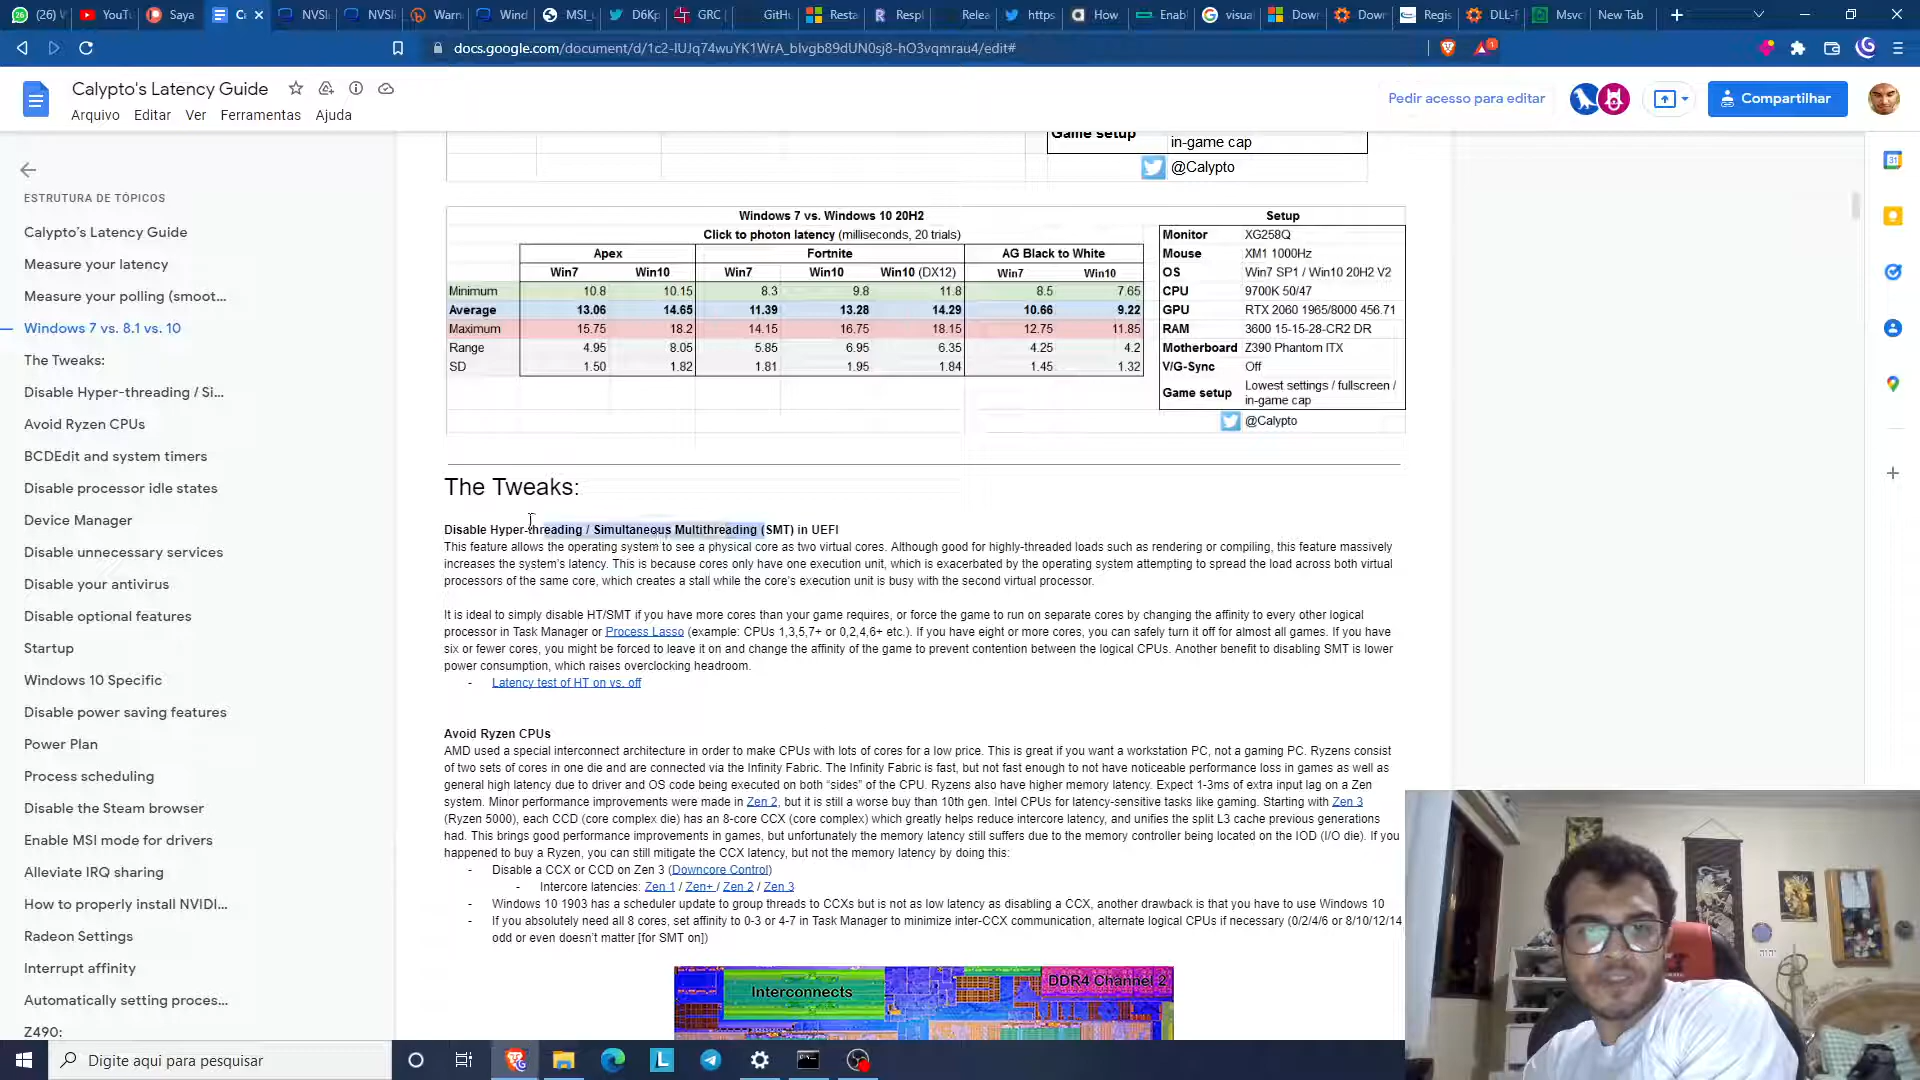 (26) \
YouTu
Saya
C
NVSli
NVSli
Warn
Wind
MSI_u
D6Kp
GRC |
GitHu
Resta
Respl
Relea
https
How
Enabl
visua
Down
Down
Regis
DLL-F
Msvc
New Tab
docs.google.com/document/d/1c2-IUJq74wuYK1WrA_bIvgb89dUN0sj8-hO3vqmrau4/edit#
1
Calypto's Latency Guide
Arquivo Editar Ver Ferramentas Ajuda
Pedir acesso para editar
Compartilhar
ESTRUTURA DE TÓPICOS
Calypto's Latency Guide
Measure your latency
Measure your polling (smoot...
Windows 7 vs. 8.1 vs. 10
The Tweaks:
Disable Hyper-threading / Si...
Avoid Ryzen CPUs
BCDEdit and system timers
Disable processor idle states
Device Manager
Disable unnecessary services
Disable your antivirus
Disable optional features
Startup
Windows 10 Specific
Disable power saving features
Power Plan
Process scheduling
Disable the Steam browser
Enable MSI mode for drivers
Alleviate IRQ sharing
How to properly install NVIDI...
Radeon Settings
Interrupt affinity
Automatically setting proces...
Z490:
Game setup
in-game cap
@Calypto
Windows 7 vs. Windows 10 20H2
Click to photon latency (milliseconds, 20 trials)
Apex Fortnite AG Black to White
Win7 Win10 Win7 Win10 Win10 (DX12) Win7 Win10
Minimum 10.8 10.15 8.3 9.8 11.8 8.5 7.65
Average 13.06 14.65 11.39 13.28 14.29 10.66 9.22
Maximum 15.75 18.2 14.15 16.75 18.15 12.75 11.85
Range 4.95 8.05 5.85 6.95 6.35 4.25 4.2
SD 1.50 1.82 1.81 1.95 1.84 1.45 1.32
Setup
Monitor XG258Q
Mouse XM1 1000Hz
OS Win7 SP1 / Win10 20H2 V2
CPU 9700K 50/47
GPU RTX 2060 1965/8000 456.71
RAM 3600 15-15-28-CR2 DR
Motherboard Z390 Phantom ITX
V/G-Sync Off
Game setup Lowest settings / fullscreen /
in-game cap
@Calypto
The Tweaks:
Disable Hyper-threading / Simultaneous Multithreading (SMT) in UEFI
This feature allows the operating system to see a physical core as two virtual cores. Although good for highly-threaded loads such as rendering or compiling, this feature massively
increases the system's latency. This is because cores only have one execution unit, which is exacerbated by the operating system attempting to spread the load across both virtual
processors of the same core, which creates a stall while the core's execution unit is busy with the second virtual processor.
It is ideal to simply disable HT/SMT if you have more cores than your game requires, or force the game to run on separate cores by changing the affinity to every other logical
processor in Task Manager or Process Lasso (example: CPUs 1,3,5,7+ or 0,2,4,6+ etc.). If you have eight or more cores, you can safely turn it off for almost all games. If you have
six or fewer cores, you might be forced to leave it on and change the affinity of the game to prevent contention between the logical CPUs. Another benefit to disabling SMT is lower
power consumption, which raises overclocking headroom.
- Latency test of HT on vs. off
Avoid Ryzen CPUs
AMD used a special interconnect architecture in order to make CPUs with lots of cores for a low price. This is great if you want a workstation PC, not a gaming PC. Ryzens consist
of two sets of cores in one die and are connected via the Infinity Fabric. The Infinity Fabric is fast, but not fast enough to not have noticeable performance loss in games as well as
general high latency due to driver and OS code being executed on both "sides" of the CPU. Ryzens also have higher memory latency. Expect 1-3ms of extra input lag on a Zen
system. Minor performance improvements were made in Zen 2, but it is still a worse buy than 10th gen. Intel CPUs for latency-sensitive tasks like gaming. Starting with Zen 3
(Ryzen 5000), each CCD (core complex die) has an 8-core CCX (core complex) which greatly helps reduce intercore latency, and unifies the split L3 cache previous generations
had. This brings good performance improvements in games, but unfortunately the memory latency still suffers due to the memory controller being located on the IOD (I/O die). If you
happened to buy a Ryzen, you can still mitigate the CCX latency, but not the memory latency by doing this:
- Disable a CCX or CCD on Zen 3 (Downcore Control)
- Intercore latencies: Zen 1 / Zen+ / Zen 2 / Zen 3
- Windows 10 1903 has a scheduler update to group threads to CCXs but is not as low latency as disabling a CCX, another drawback is that you have to use Windows 10
- If you absolutely need all 8 cores, set affinity to 0-3 or 4-7 in Task Manager to minimize inter-CCX communication, alternate logical CPUs if necessary (0/2/4/6 or 8/10/12/14
odd or even doesn't matter [for SMT on])
Interconnects
DDR4 Channel 2
31
יהוה
Digite aqui para pesquisar
L